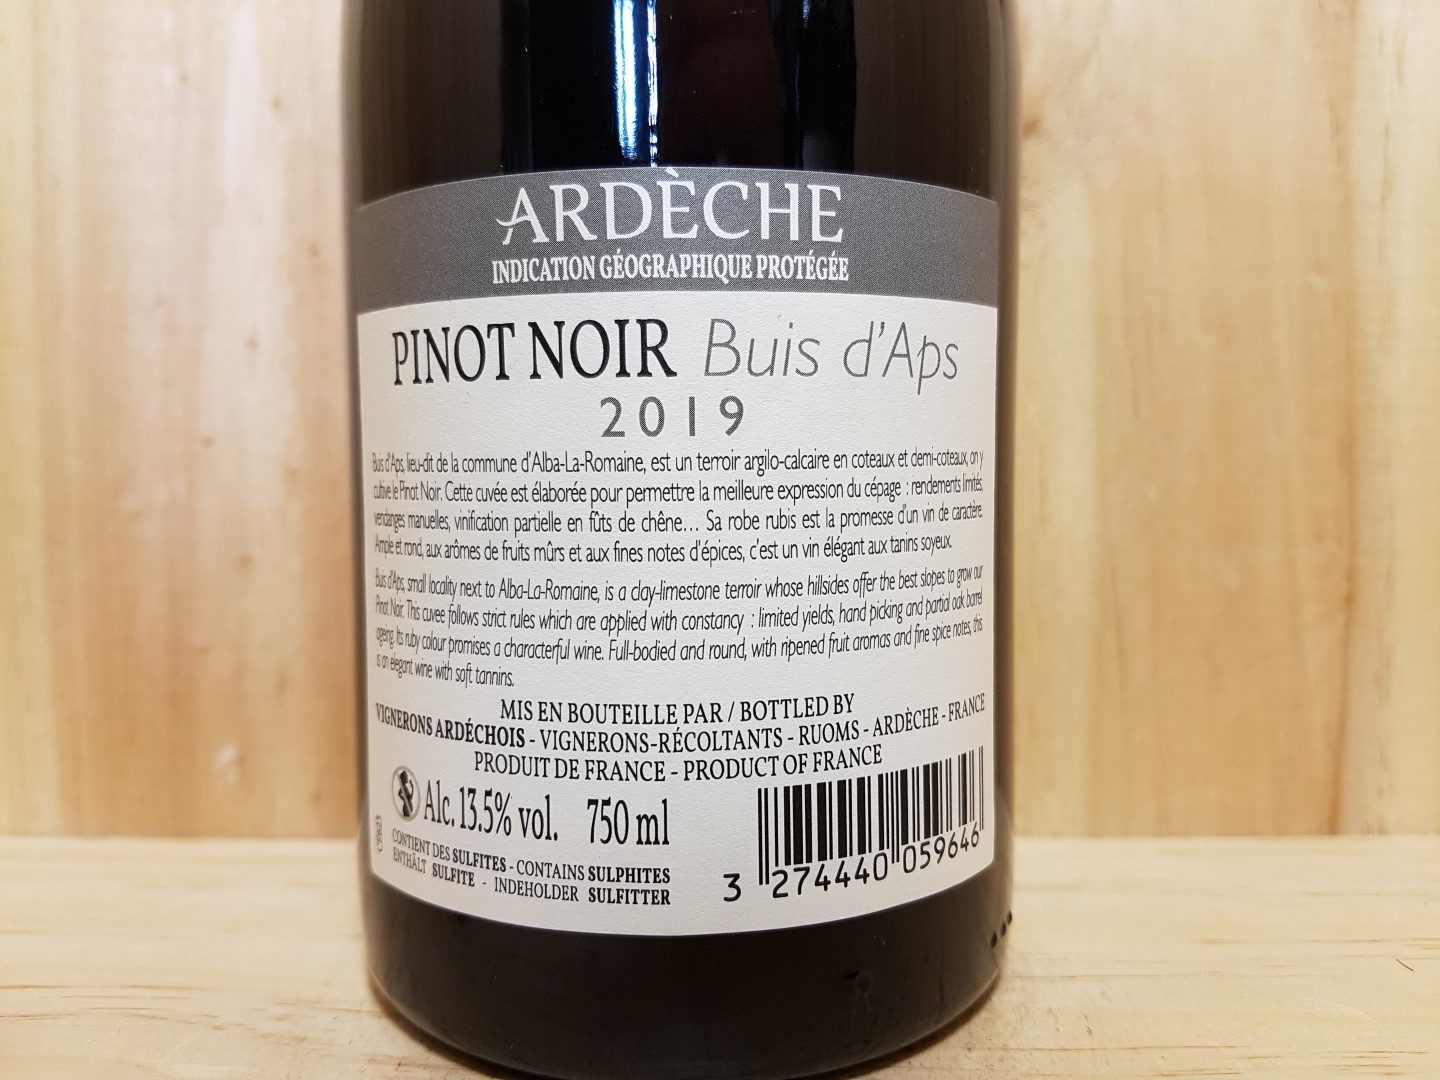 ARDÈCHE
INDICATION GÉOGRAPHIQUE PROTÉGÉE
PINOT NOIR Buis d'Aps
2019
Buis d'Aps, lieu-dit de la commune d'Alba-La-Romaine, est un terroir argilo-calcaire en coteaux et demi-coteaux, on y
cultive le Pinot Noir. Cette cuvée est élaborée pour permettre la meilleure expression du cépage : rendements limités,
vendanges manuelles, vinification partielle en fûts de chêne... Sa robe rubis est la promesse d'un vin de caractère.
Ample et rond, aux arômes de fruits mûrs et aux fines notes d'épices, c'est un vin élégant aux tanins soyeux.
Buis d'Aps, small locality next to Alba-La-Romaine, is a clay-limestone terroir whose hillsides offer the best slopes to grow our
Pinot Noir. This cuvee follows strict rules which are applied with constancy : limited yields, hand picking and partial oak barrel
ageing. Its ruby colour promises a characterful wine. Full-bodied and round, with ripened fruit aromas and fine spice notes, this
is an elegant wine with soft tannins.
MIS EN BOUTEILLE PAR / BOTTLED BY
VIGNERONS ARDÉCHOIS - VIGNERONS-RÉCOLTANTS - RUOMS - ARDÈCHE - FRANCE
PRODUIT DE FRANCE - PRODUCT OF FRANCE
Alc. 13.5% vol. 750 ml
CONTIENT DES SULFITES - CONTAINS SULPHITES
ENTHÄLT SULFITE - INDEHOLDER SULFITTER
3 274440 059646